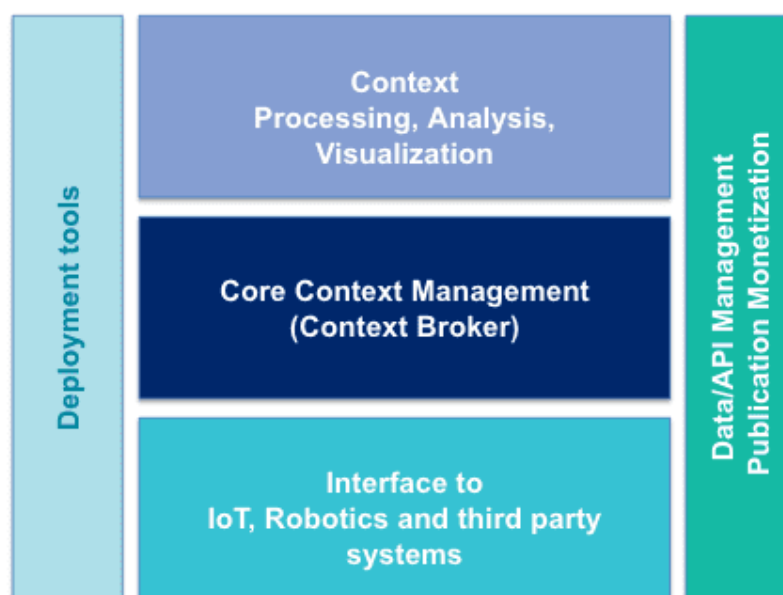 Deployment tools
Context
Processing, Analysis,
Visualization
Core Context Management
(Context Broker)
Interface to
IoT, Robotics and third party
systems
Data/API Management
Publication Monetization